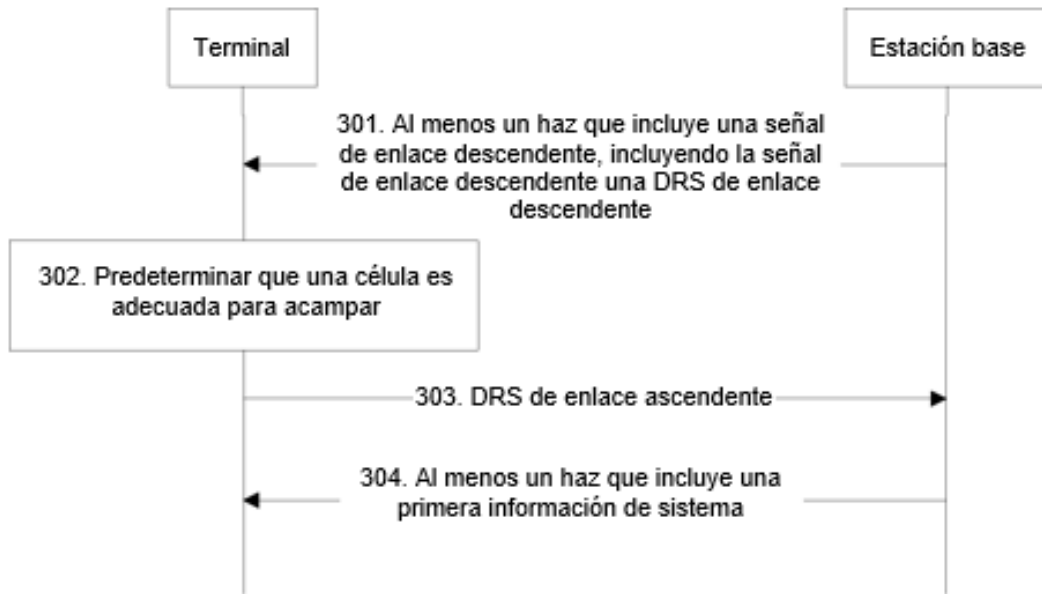 Terminal
Estación base
301. Al menos un haz que incluye una señal
de enlace descendente, incluyendo la señal
de enlace descendente una DRS de enlace
descendente
302. Predeterminar que una célula es
adecuada para acampar
303. DRS de enlace ascendente
304. Al menos un haz que incluye una
primera información de sistema